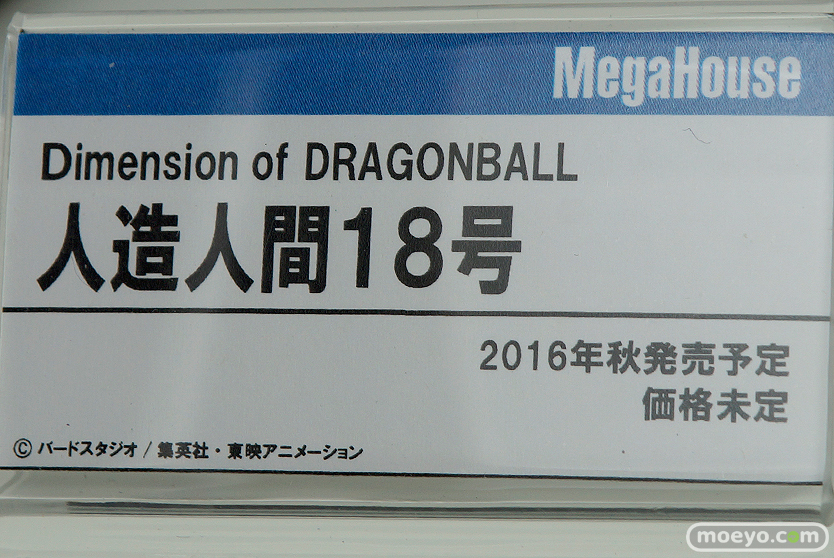 MegaHouse
Dimension of DRAGONBALL
人造人間18号
2016年秋発売予定
価格未定
© バードスタジオ / 集英社・東映アニメーション
moeyo.com